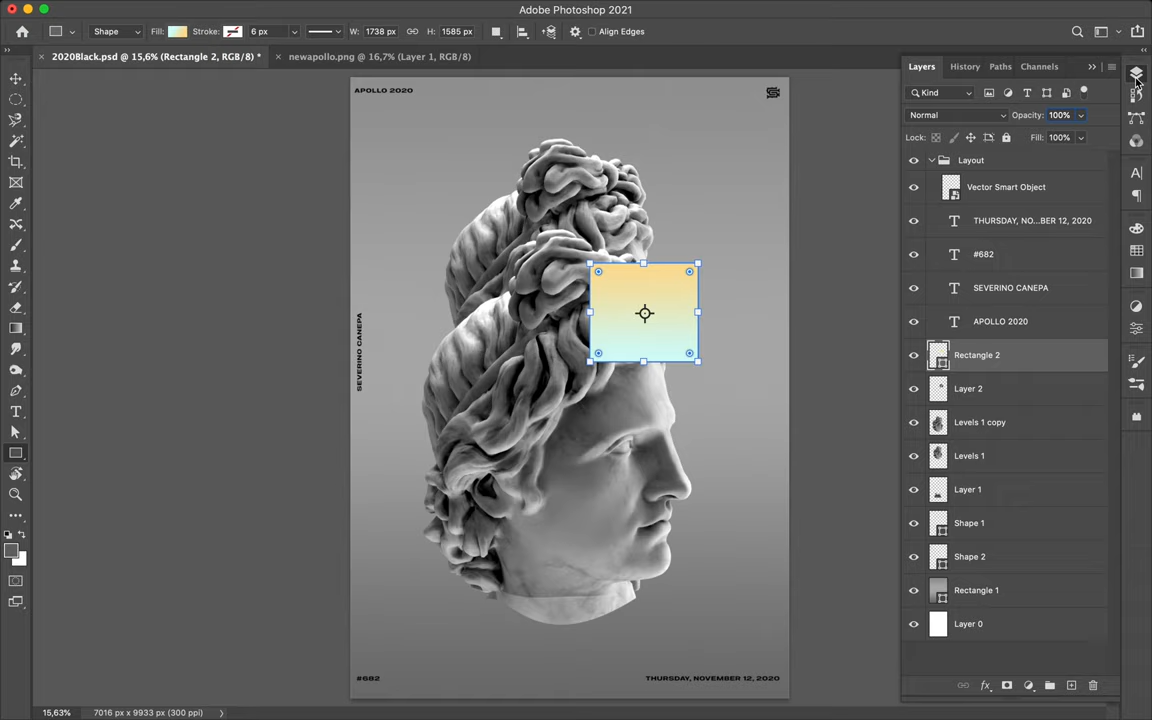 Adobe Photoshop 2021
Shape Fill: Stroke: 6 px W: 1738 px H: 1585 px Align Edges
2020Black.psd @ 15,6% (Rectangle 2, RGB/8) * newapollo.png @ 16,7% (Layer 1, RGB/8)
Layers History Paths Channels
Kind
Normal Opacity: 100%
Lock: Fill: 100%
Layout
Vector Smart Object
THURSDAY, NO...BER 12, 2020
#682
SEVERINO CANEPA
APOLLO 2020
Rectangle 2
Layer 2
Levels 1 copy
Levels 1
Layer 1
Shape 1
Shape 2
Rectangle 1
Layer 0
APOLLO 2020
SEVERINO CANEPA
#682 THURSDAY, NOVEMBER 12, 2020
15,63% 7016 px x 9933 px (300 ppi)